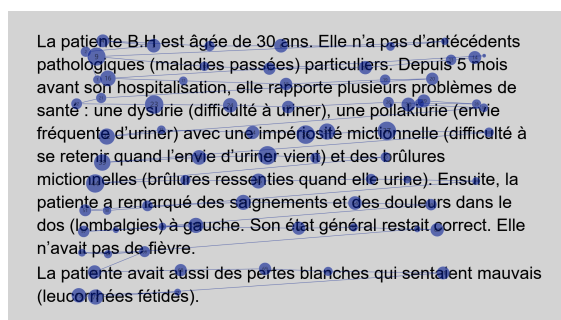 La patiente B.H est âgée de 30 ans. Elle n'a pas d'antécédents
pathologiques (maladies passées) particuliers. Depuis 5 mois
avant son hospitalisation, elle rapporte plusieurs problèmes de
santé : une dysurie (difficulté à uriner), une pollakiurie (envie
fréquente d'uriner) avec une impériosité mictionnelle (difficulté à
se retenir quand l'envie d'uriner vient) et des brûlures
mictionnelles (brûlures ressenties quand elle urine). Ensuite, la
patiente a remarqué des saignements et des douleurs dans le
dos (lombalgies) à gauche. Son état général restait correct. Elle
n'avait pas de fièvre.
La patiente avait aussi des pertes blanches qui sentaient mauvais
(leucorrhées fétides).